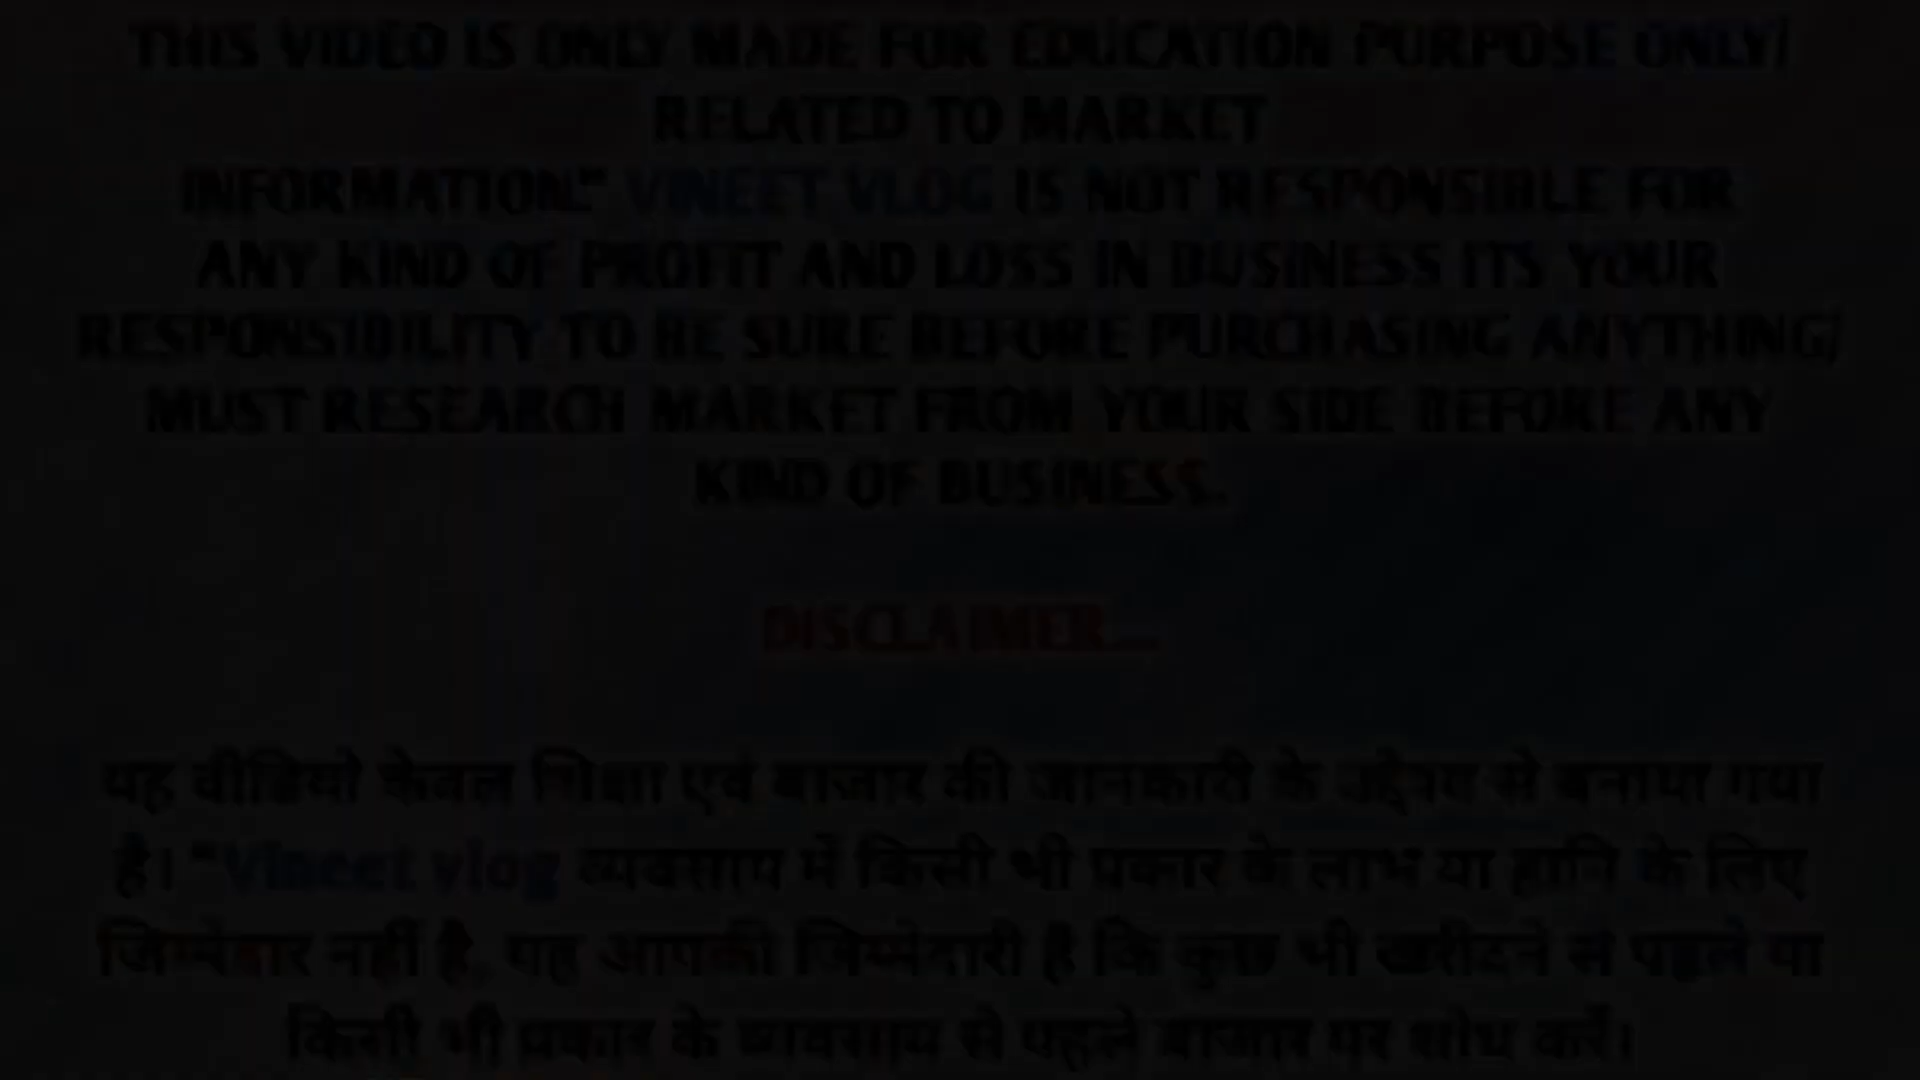 THIS VIDEO IS ONLY MADE FOR EDUCATION PURPOSE ONLY/
RELATED TO MARKET
INFORMATION." VINEET VLOG IS NOT RESPONSIBLE FOR
ANY KIND OF PROFIT AND LOSS IN BUSINESS ITS YOUR
RESPONSIBILITY TO BE SURE BEFORE PURCHASING ANYTHING/
MUST RESEARCH MARKET FROM YOUR SIDE BEFORE ANY
KIND OF BUSINESS.
DISCLAIMER...
यह वीडियो केवल शिक्षा एवं बाजार की जानकारी के उद्देश्य से बनाया गया
है। "Vineet vlog व्यवसाय में किसी भी प्रकार के लाभ या हानि के लिए
जिम्मेदार नहीं है, यह आपकी जिम्मेदारी है कि कुछ भी खरीदने से पहले या
किसी भी प्रकार के व्यवसाय से पहले बाजार पर शोध करें।